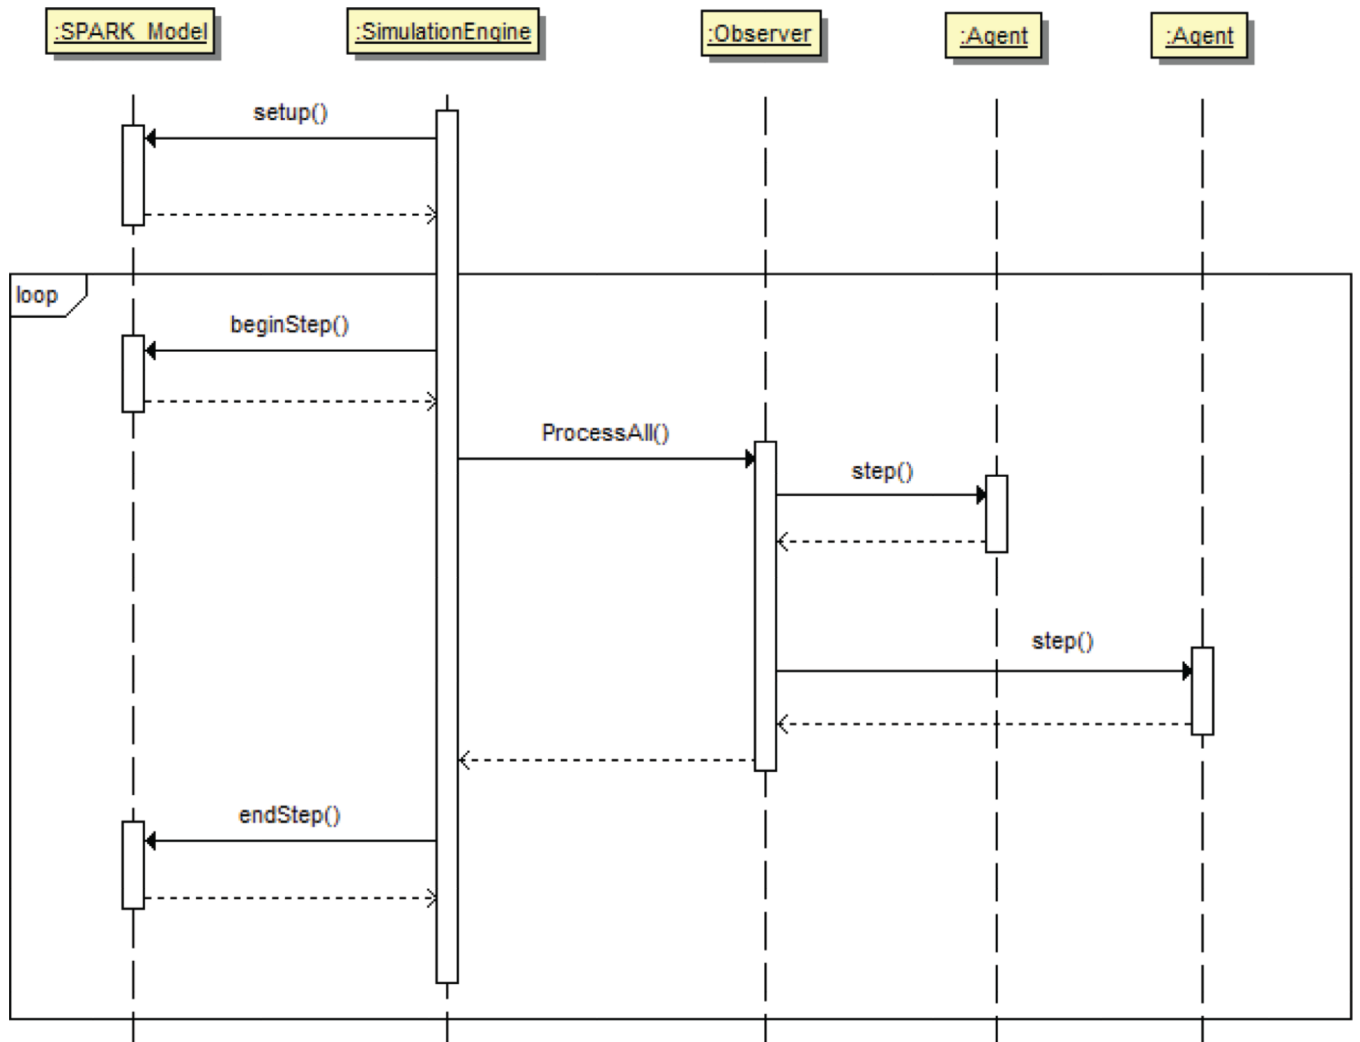 :SPARK_Model
:SimulationEngine
:Observer
:Agent
:Agent
setup()
loop
beginStep()
ProcessAll()
step()
step()
endStep()